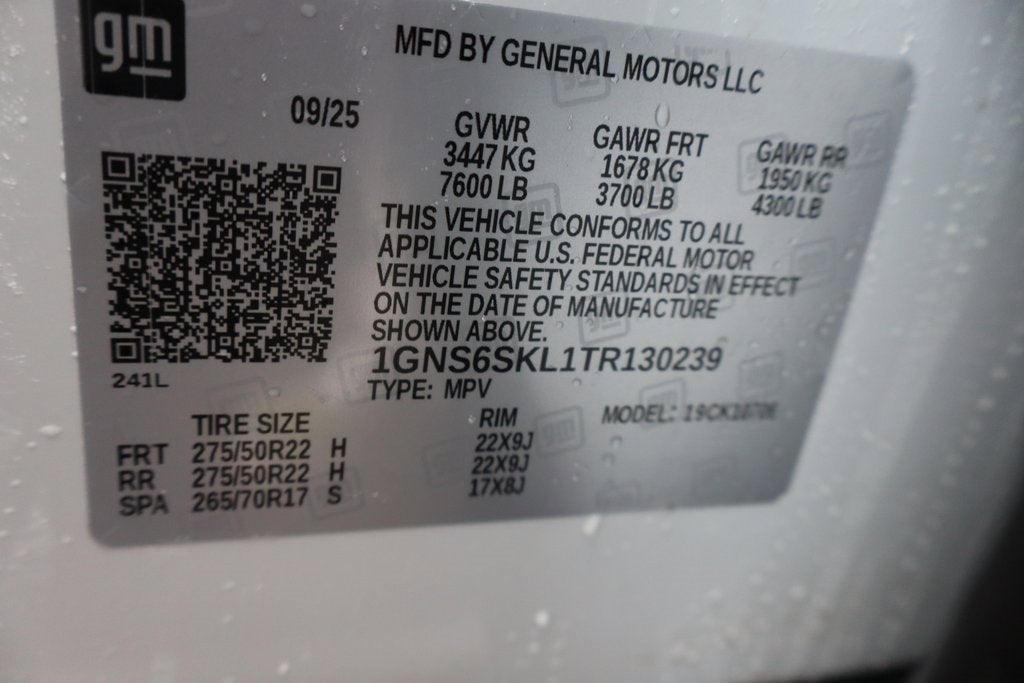 gm
MFD BY GENERAL MOTORS LLC
09/25
GVWR GAWR FRT GAWR RR
3447 KG 1678 KG 1950 KG
7600 LB 3700 LB 4300 LB
THIS VEHICLE CONFORMS TO ALL
APPLICABLE U.S. FEDERAL MOTOR
VEHICLE SAFETY STANDARDS IN EFFECT
ON THE DATE OF MANUFACTURE
SHOWN ABOVE.
1GNS6SKL1TR130239
241L
TYPE: MPV
TIRE SIZE RIM MODEL:
FRT 275/50R22 H 22X9J
RR 275/50R22 H 22X9J
SPA 265/70R17 S 17X8J